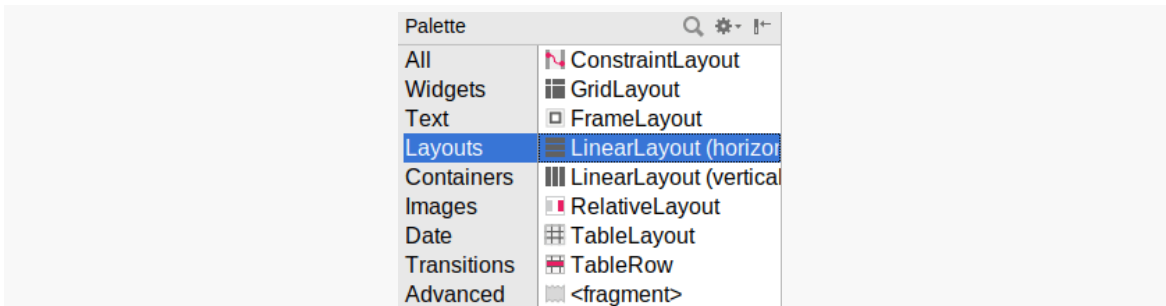 Palette
All ConstraintLayout
Widgets GridLayout
Text FrameLayout
Layouts LinearLayout (horizor
Containers LinearLayout (vertical
Images RelativeLayout
Date TableLayout
Transitions TableRow
Advanced <fragment>